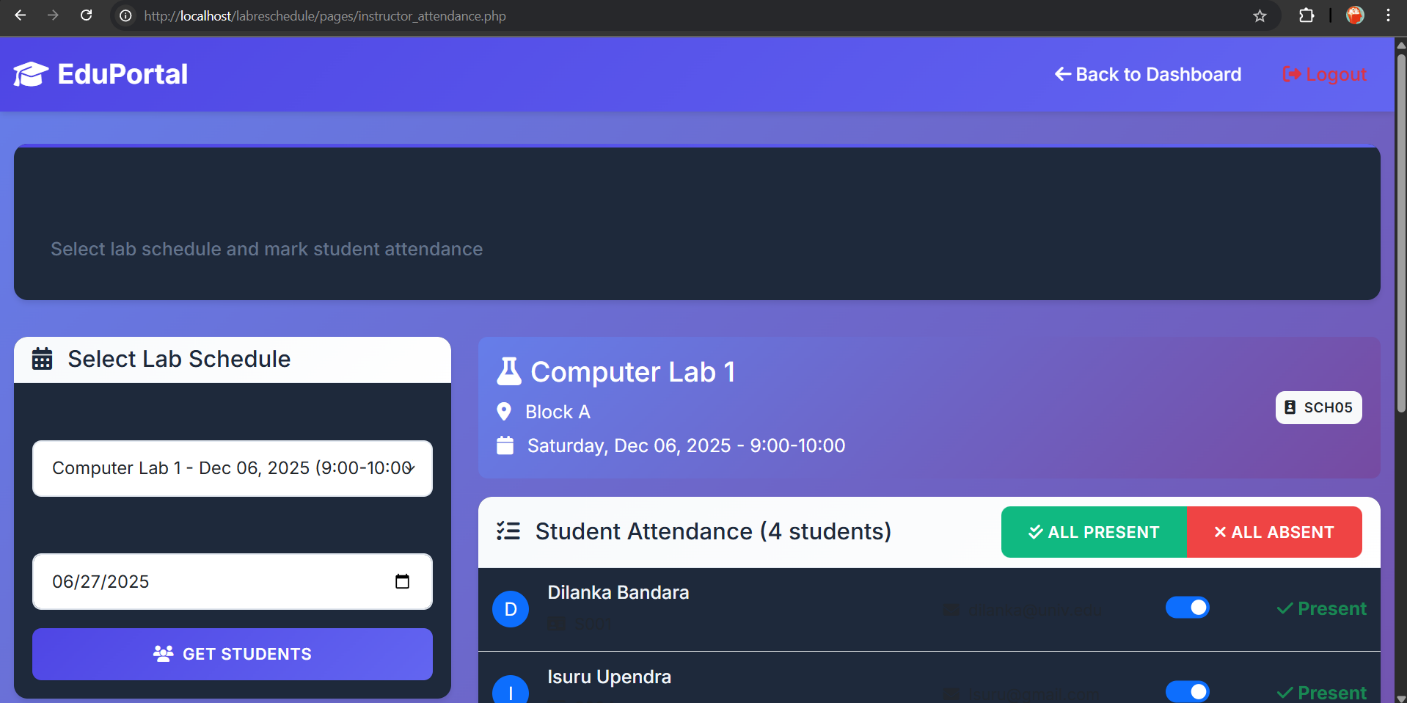 http://localhost/labreschedule/pages/instructor_attendance.php
EduPortal
Back to Dashboard
Logout
Select lab schedule and mark student attendance
Select Lab Schedule
Computer Lab 1 - Dec 06, 2025 (9:00-10:00
06/27/2025
GET STUDENTS
Computer Lab 1
Block A
Saturday, Dec 06, 2025 - 9:00-10:00
SCH05
Student Attendance (4 students)
ALL PRESENT
ALL ABSENT
D
Dilanka Bandara
Present
I
Isuru Upendra
Present